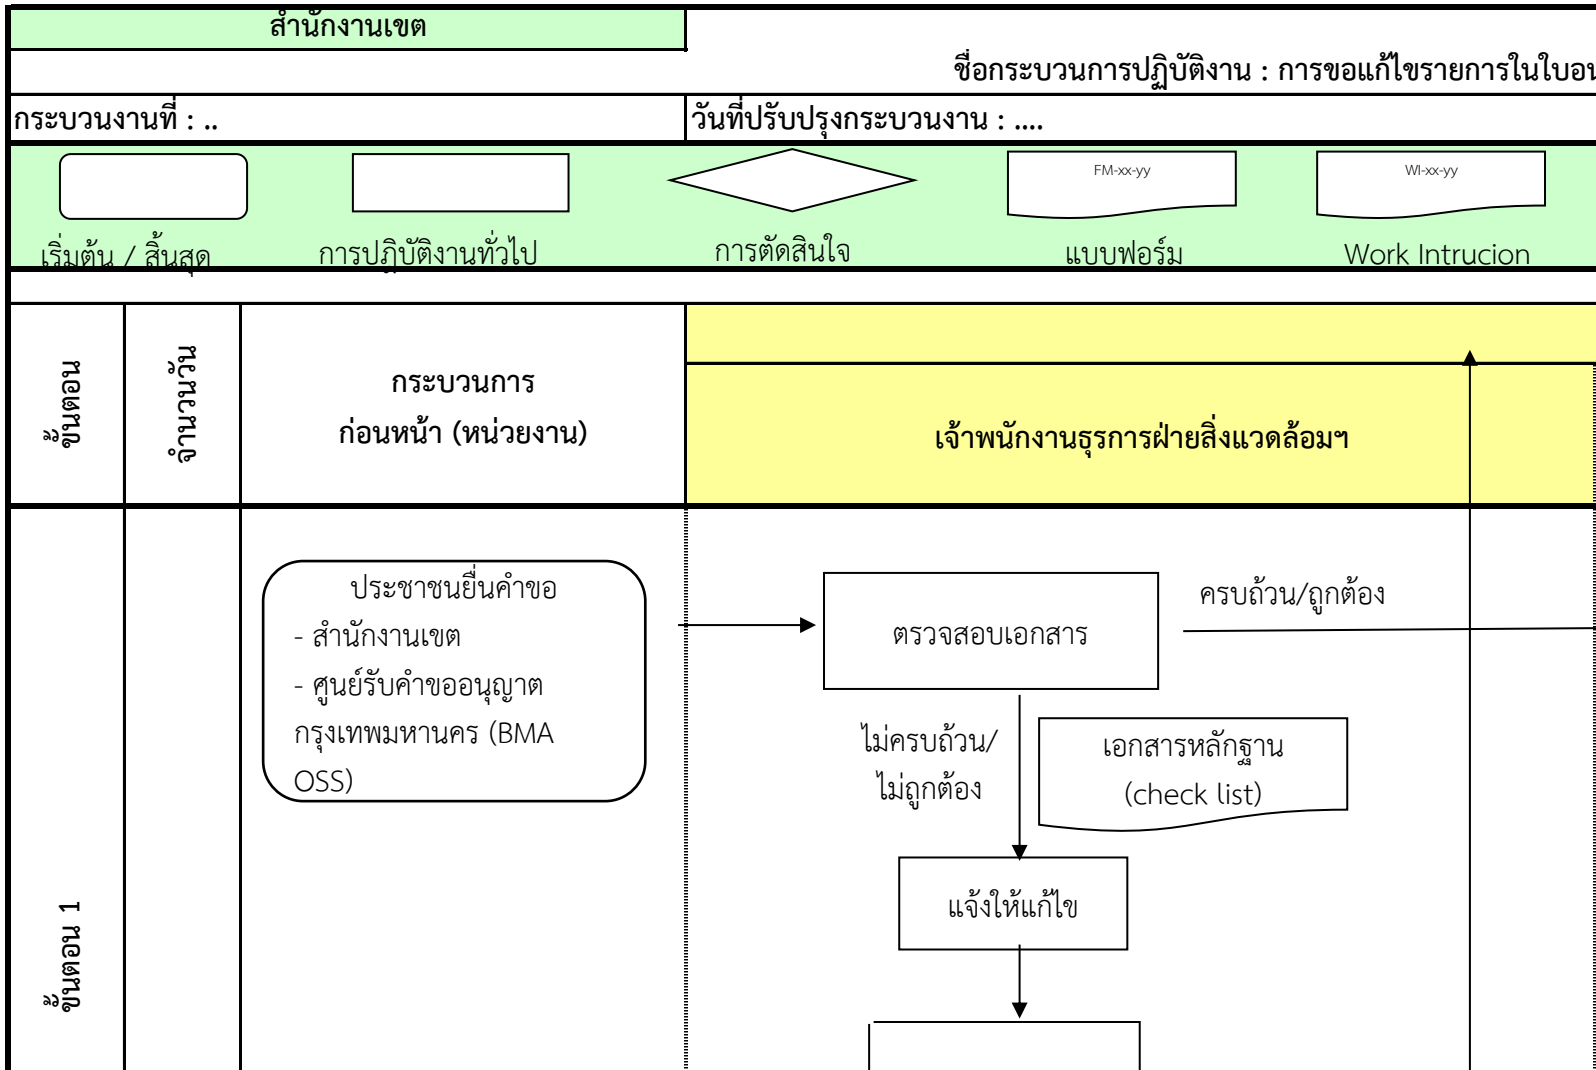 สำนักงานเขต
ชื่อกระบวนการปฏิบัติงาน : การขอแก้ไขรายการในใบอน
กระบวนงานที่ : ..
วันที่ปรับปรุงกระบวนงาน : ....
FM-xx-yy
WI-xx-yy
เริ่มต้น / สิ้นสุด
การปฎิบัติงานทั่วไป
การตัดสินใจ
แบบฟอร์ม
Work Intrucion
ขั้นตอน
จำนวนวัน
กระบวนการ
ก่อนหน้า (หน่วยงาน)
เจ้าพนักงานธุรการฝ่ายสิ่งแวดล้อมฯ
ขั้นตอน 1
ประชาชนยื่นคำขอ
- สำนักงานเขต
- ศูนย์รับคำขออนุญาต
กรุงเทพมหานคร (BMA
OSS)
ตรวจสอบเอกสาร
ครบถ้วน/ถูกต้อง
ไม่ครบถ้วน/
ไม่ถูกต้อง
เอกสารหลักฐาน
(check list)
แจ้งให้แก้ไข